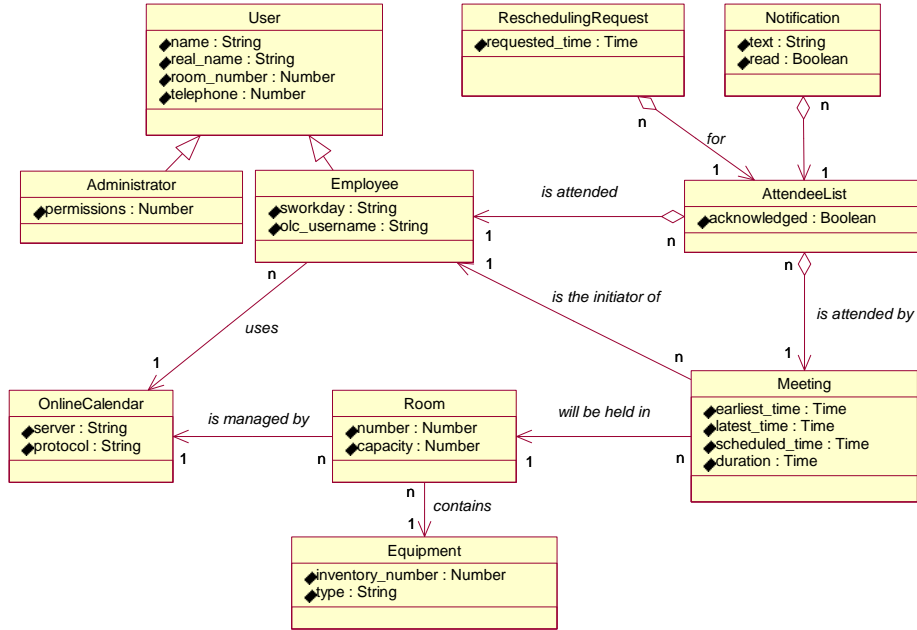 User
name : String
real_name : String
room_number : Number
telephone : Number
ReschedulingRequest
requested_time : Time
Notification
text : String
read : Boolean
n
n
for
1
1
Administrator
permissions : Number
Employee
sworkday : String
olc_username : String
is attended
1
n
AttendeeList
acknowledged : Boolean
n
1
n
is the initiator of
is attended by
uses
n
1
1
OnlineCalendar
server : String
protocol : String
is managed by
1
n
Room
number : Number
capacity : Number
will be held in
1
n
Meeting
earliest_time : Time
latest_time : Time
scheduled_time : Time
duration : Time
n
contains
1
Equipment
inventory_number : Number
type : String